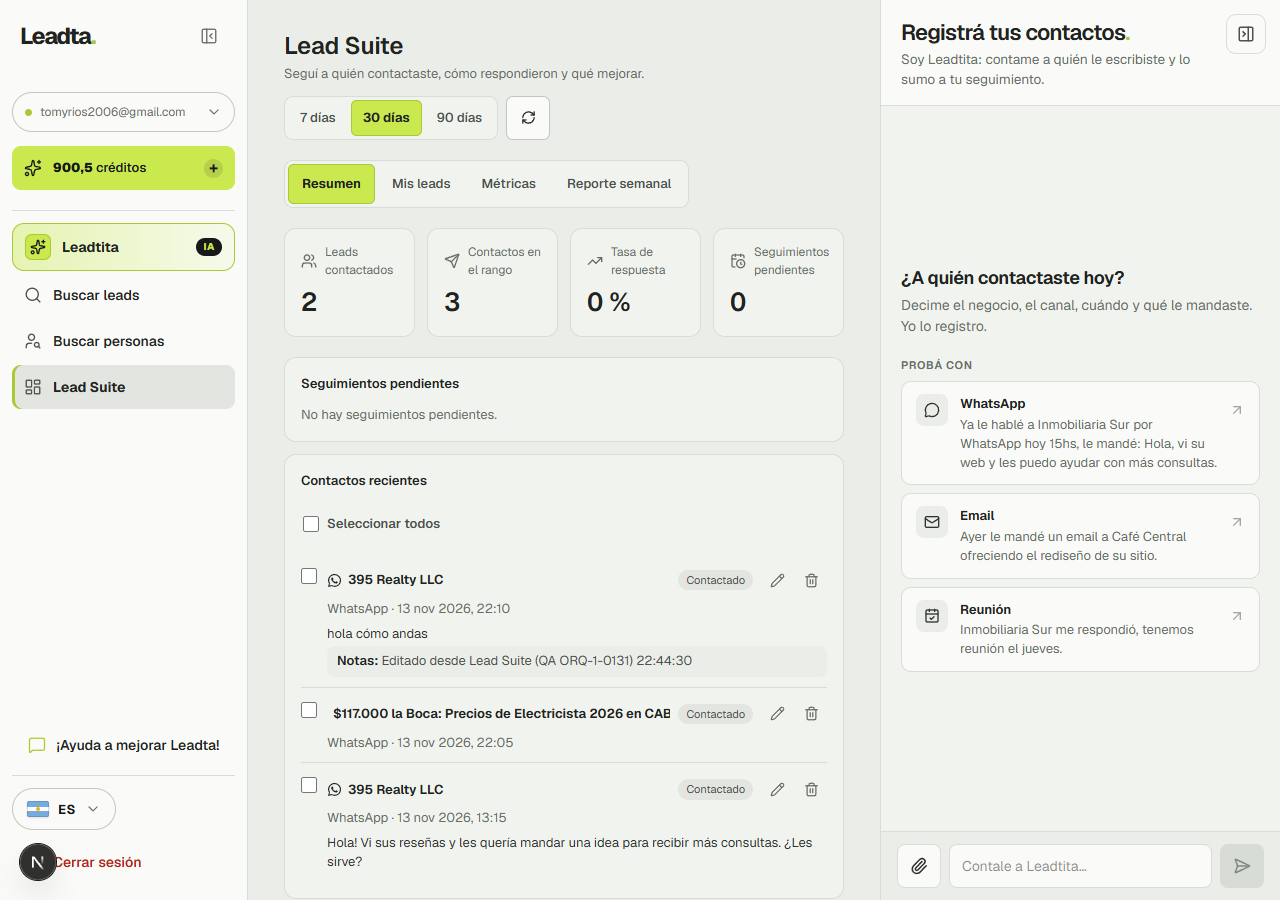 Leadta.
tomyrios2006@gmail.com
900,5 créditos
+
Leadtita
IA
Buscar leads
Buscar personas
Lead Suite
¡Ayuda a mejorar Leadta!
ES
N
Cerrar sesión
Lead Suite
Seguí a quién contactaste, cómo respondieron y qué mejorar.
7 días
30 días
90 días
Resumen
Mis leads
Métricas
Reporte semanal
Leads
contactados
2
Contactos en
el rango
3
Tasa de
respuesta
0 %
Seguimientos
pendientes
0
Seguimientos pendientes
No hay seguimientos pendientes.
Contactos recientes
Seleccionar todos
395 Realty LLC
Contactado
WhatsApp · 13 nov 2026, 22:10
hola cómo andas
Notas: Editado desde Lead Suite (QA ORQ-1-0131) 22:44:30
$117.000 la Boca: Precios de Electricista 2026 en CAB
Contactado
WhatsApp · 13 nov 2026, 22:05
395 Realty LLC
Contactado
WhatsApp · 13 nov 2026, 13:15
Hola! Vi sus reseñas y les quería mandar una idea para recibir más consultas. ¿Les
sirve?
Registrá tus contactos.
Soy Leadtita: contame a quién le escribiste y lo
sumo a tu seguimiento.
¿A quién contactaste hoy?
Decime el negocio, el canal, cuándo y qué le mandaste.
Yo lo registro.
PROBÁ CON
WhatsApp
Ya le hablé a Inmobiliaria Sur por
WhatsApp hoy 15hs, le mandé: Hola, vi su
web y les puedo ayudar con más consultas.
Email
Ayer le mandé un email a Café Central
ofreciendo el rediseño de su sitio.
Reunión
Inmobiliaria Sur me respondió, tenemos
reunión el jueves.
Contale a Leadtita...